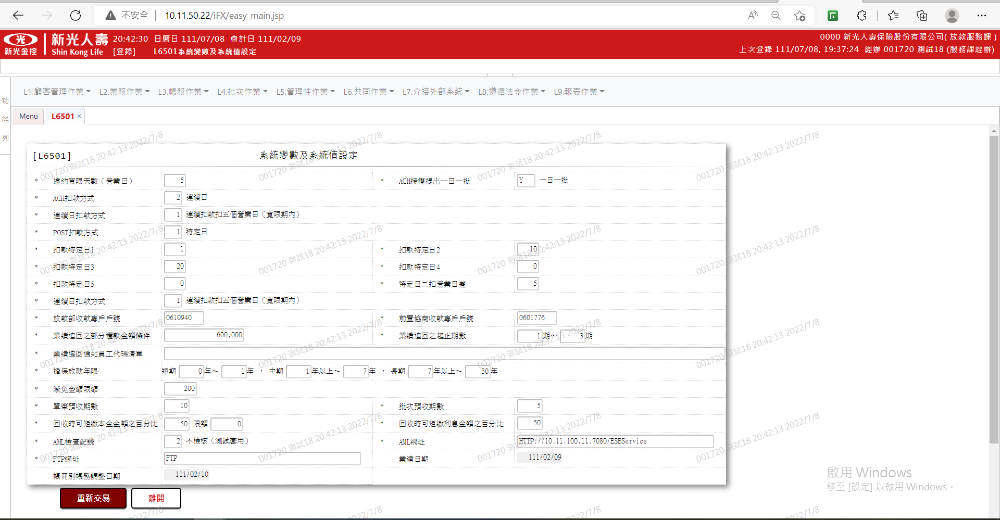 不安全 | 10.11.50.22/iFX/easy_main.jsp
新光金控 新光人壽 Shin Kong Life
20:42:30 日曆日 111/07/08 會計日 111/02/09
[登錄] L6501系統變數及系統值設定
0000 新光人壽保險股份有限公司( 放款服務課 )
上次登錄 111/07/08, 19:37:24 經辦 001720 測試18 (服務課經辦)
功能列
L1.顧客管理作業 L2.業務作業 L3.帳務作業 L4.批次作業 L5.管理性作業 L6.共同作業 L7.介接外部系統 L8.遵循法令作業 L9.報表作業
Menu L6501 ×
[L6501] 系統變數及系統值設定
* 違約寬限天數（營業日） 5 * ACH授權提出一日一批 Y 一日一批
* ACH扣款方式 2 連續日
* 連續日扣款方式 1 連續扣款扣五個營業日（寬限期內）
* POST扣款方式 1 特定日
* 扣款特定日1 1 * 扣款特定日2 10
* 扣款特定日3 20 * 扣款特定日4 0
* 扣款特定日5 0 * 特定日二扣營業日差 5
* 連續日扣款方式 1 連續扣款扣五個營業日（寬限期內）
* 放款部收款專戶戶號 0610940 * 前置協商收款專戶戶號 0601776
* 業績追回之部分還款金額條件 600,000 * 業績追回之起止期數 1 期～ 3 期
* 業績追回通知員工代碼清單
* 擔保放款年限 短期 0 年～ 1 年 ， 中期 1 年以上～ 7 年 ， 長期 7 年以上～ 30 年
* 減免金額限額 200
* 單筆預收期數 10 * 批次預收期數 5
* 回收時可短繳本金金額之百分比 50 限額 0 * 回收時可短繳利息金額之百分比 50
* AML檢查記號 2 不檢核（測試套用） * AML網址 HTTP://10.11.100.11:7080/ESBService
* FTP網址 FTP 業績日期 111/02/09
帳冊別帳務調整日期 111/02/10
重新交易 離開
001720 測試18 20:42:13 2022/7/8
啟用 Windows
移至 [設定] 以啟用 Windows。